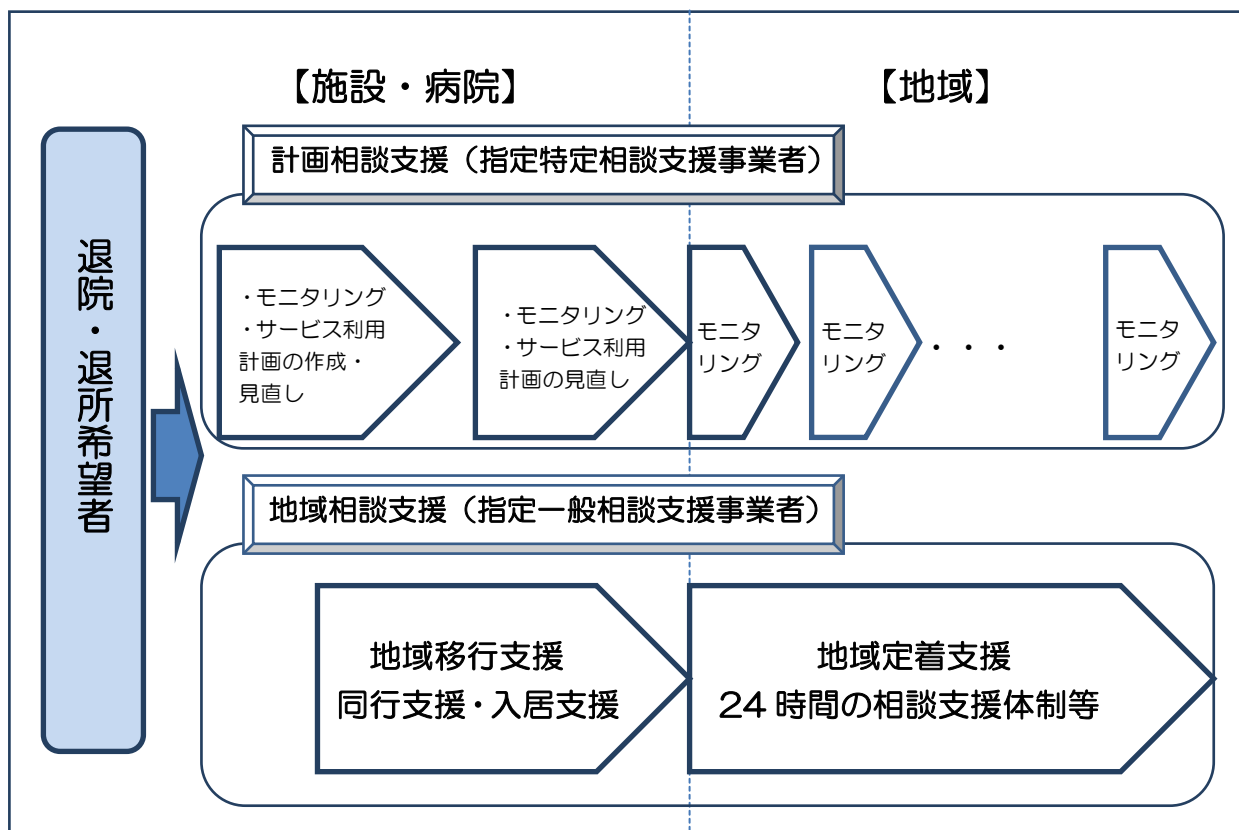 【施設・病院】
【地域】
退院・退所希望者
計画相談支援（指定特定相談支援事業者）
・モニタリング
・サービス利用
計画の作成・
見直し
・モニタリング
・サービス利用
計画の見直し
モニタ
リング
モニタ
リング
・・・
モニタ
リング
地域相談支援（指定一般相談支援事業者）
地域移行支援
同行支援・入居支援
地域定着支援
24時間の相談支援体制等